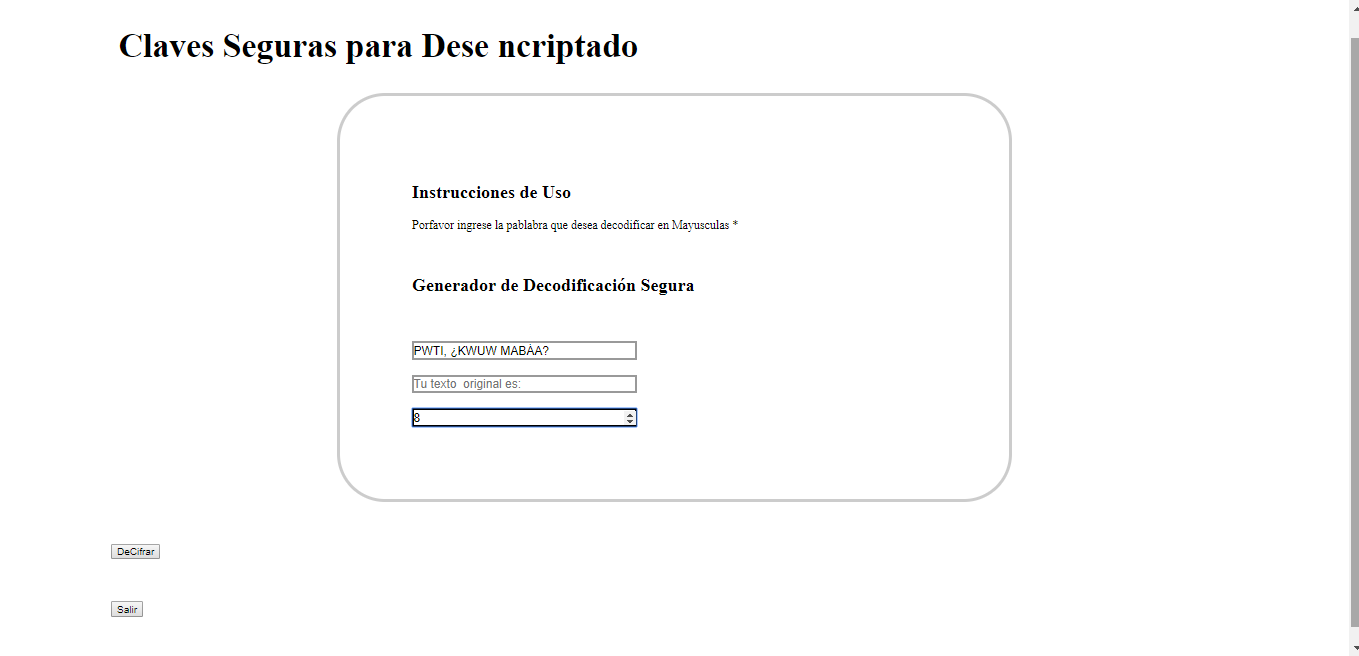 Claves Seguras para Dese ncriptado
Instrucciones de Uso
Porfavor ingrese la pablabra que desea decodificar en Mayusculas *
Generador de Decodificación Segura
PWTI, ¿KWUW MABÁA?
Tu texto  original es:
8
DeCifrar
Salir